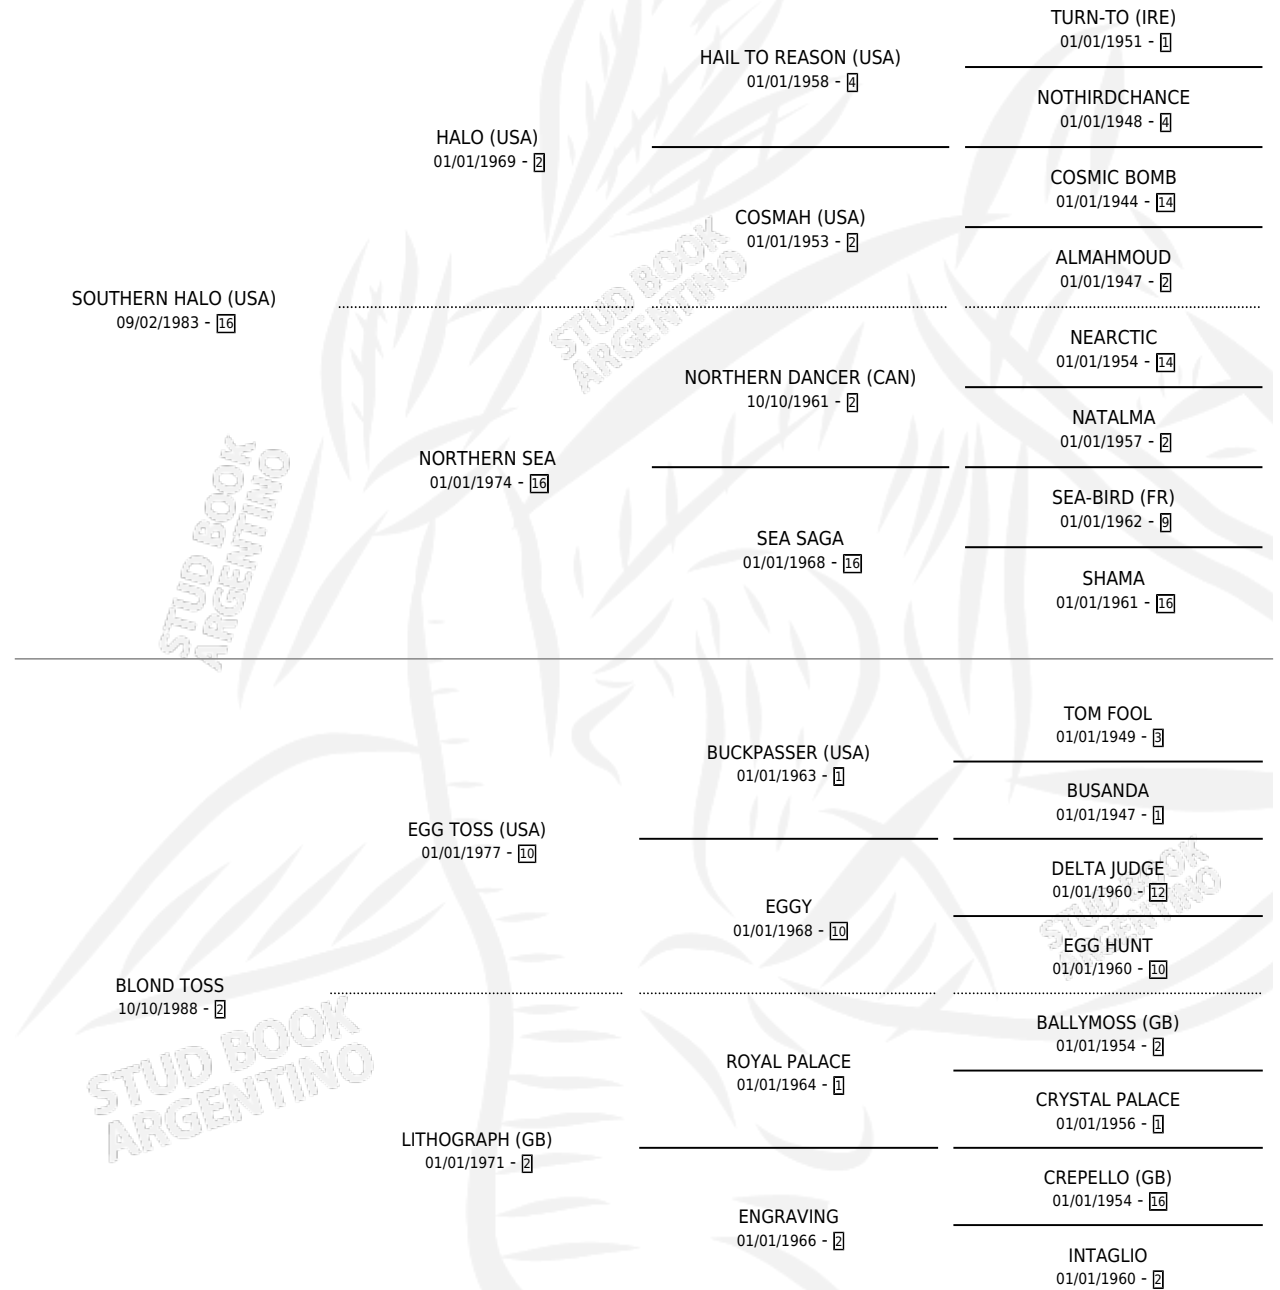 TURN-TO (IRE)
01/01/1951 - 1
HAIL TO REASON (USA)
01/01/1958 - 4
NOTHIRDCHANCE
01/01/1948 - 4
HALO (USA)
01/01/1969 - 2
COSMIC BOMB
01/01/1944 - 14
COSMAH (USA)
01/01/1953 - 2
ALMAHMOUD
01/01/1947 - 2
SOUTHERN HALO (USA)
09/02/1983 - 16
STUD BOOK
ARGENTINO
NEARCTIC
01/01/1954 - 14
NORTHERN DANCER (CAN)
10/10/1961 - 2
NATALMA
01/01/1957 - 2
NORTHERN SEA
01/01/1974 - 16
SEA-BIRD (FR)
01/01/1962 - 9
SEA SAGA
01/01/1968 - 16
SHAMA
01/01/1961 - 16
STUD BOOK
ARGENTINO
TOM FOOL
01/01/1949 - 3
BUCKPASSER (USA)
01/01/1963 - 1
BUSANDA
01/01/1947 - 1
EGG TOSS (USA)
01/01/1977 - 10
DELTA JUDGE
01/01/1960 - 12
EGGY
01/01/1968 - 10
STUD BOOK
ARGENTINO
EGG HUNT
01/01/1960 - 10
BLOND TOSS
10/10/1988 - 2
STUD BOOK
ARGENTINO
BALLYMOSS (GB)
01/01/1954 - 2
ROYAL PALACE
01/01/1964 - 1
CRYSTAL PALACE
01/01/1956 - 1
LITHOGRAPH (GB)
01/01/1971 - 2
CREPELLO (GB)
01/01/1954 - 16
ENGRAVING
01/01/1966 - 2
INTAGLIO
01/01/1960 - 2